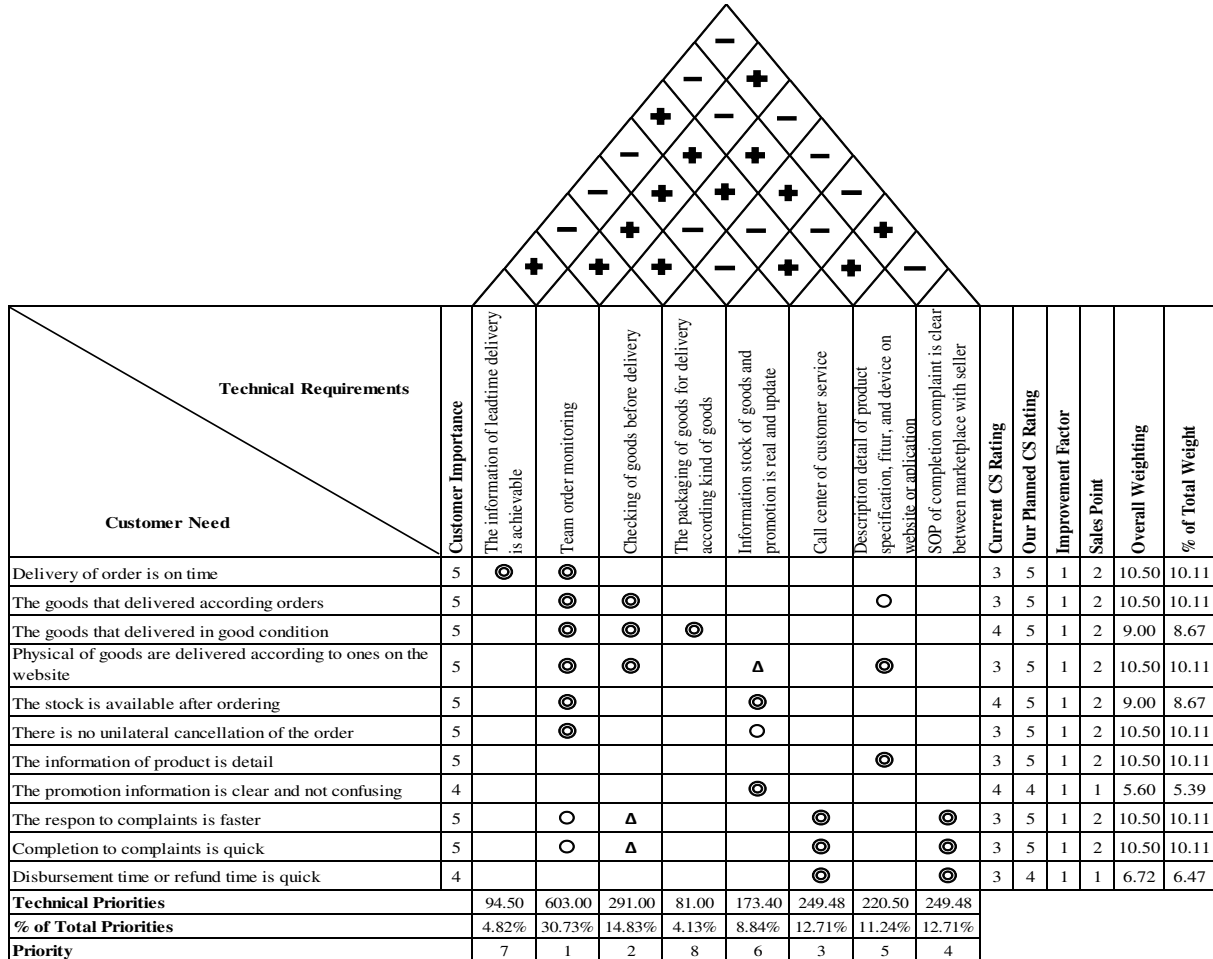 Technical Requirements
Customer Need
Customer Importance
The information of leadtime delivery
is achievable
Team order monitoring
Checking of goods before delivery
The packaging of goods for delivery
according kind of goods
Information stock of goods and
promotion is real and update
Call center of customer service
Description detail of product
specification, fitur, and device on
website or aplication
SOP of completion complaint is clear
between marketplace with seller
Current CS Rating
Our Planned CS Rating
Improvement Factor
Sales Point
Overall Weighting
% of Total Weight
Delivery of order is on time 5 ◎ ◎ 3 5 1 2 10.50 10.11
The goods that delivered according orders 5 ◎ ◎ ○ 3 5 1 2 10.50 10.11
The goods that delivered in good condition 5 ◎ ◎ ◎ 4 5 1 2 9.00 8.67
Physical of goods are delivered according to ones on the
website 5 ◎ ◎ Δ ◎ 3 5 1 2 10.50 10.11
The stock is available after ordering 5 ◎ ◎ 4 5 1 2 9.00 8.67
There is no unilateral cancellation of the order 5 ◎ ○ 3 5 1 2 10.50 10.11
The information of product is detail 5 ◎ 3 5 1 2 10.50 10.11
The promotion information is clear and not confusing 4 ◎ 4 4 1 1 5.60 5.39
The respon to complaints is faster 5 ○ Δ ◎ ◎ 3 5 1 2 10.50 10.11
Completion to complaints is quick 5 ○ Δ ◎ ◎ 3 5 1 2 10.50 10.11
Disbursement time or refund time is quick 4 ◎ ◎ 3 4 1 1 6.72 6.47
Technical Priorities 94.50 603.00 291.00 81.00 173.40 249.48 220.50 249.48
% of Total Priorities 4.82% 30.73% 14.83% 4.13% 8.84% 12.71% 11.24% 12.71%
Priority 7 1 2 8 6 3 5 4